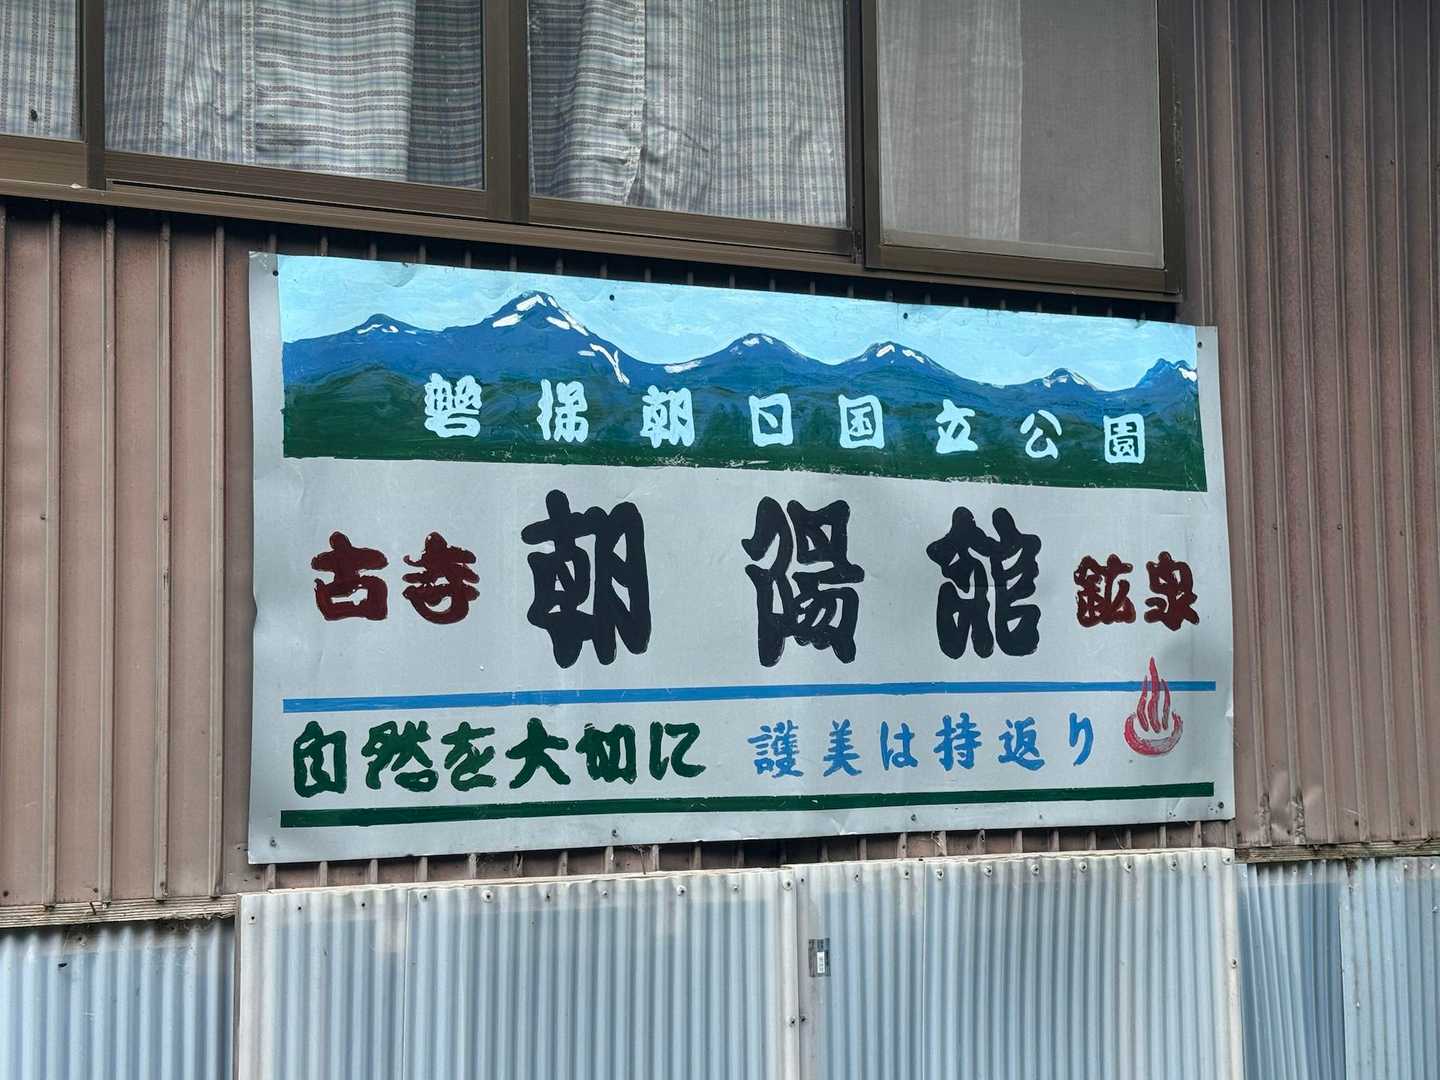 磐梯朝日国立公園
古寺 朝陽館 鉱泉
自然を大切に 護美は持返り